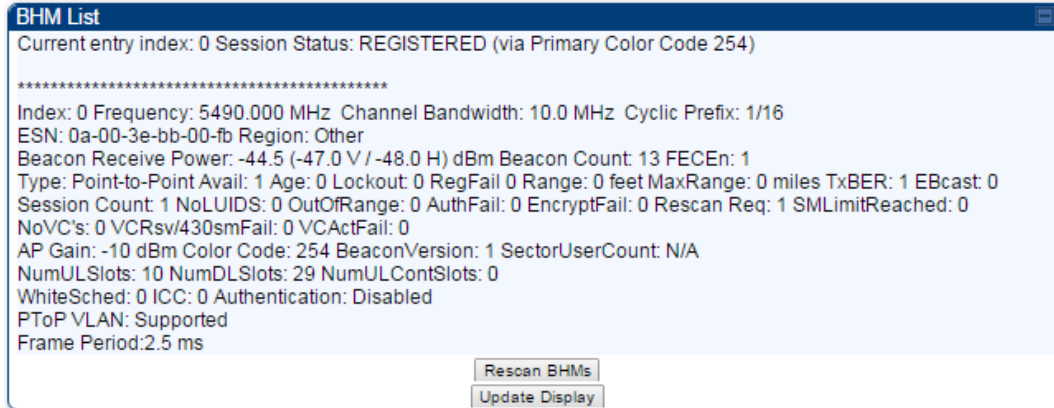 BHM List
Current entry index: 0 Session Status: REGISTERED (via Primary Color Code 254)
*********************************************
Index: 0 Frequency: 5490.000 MHz Channel Bandwidth: 10.0 MHz Cyclic Prefix: 1/16
ESN: 0a-00-3e-bb-00-fb Region: Other
Beacon Receive Power: -44.5 (-47.0 V / -48.0 H) dBm Beacon Count: 13 FECEn: 1
Type: Point-to-Point Avail: 1 Age: 0 Lockout: 0 RegFail 0 Range: 0 feet MaxRange: 0 miles TxBER: 1 EBcast: 0
Session Count: 1 NoLUIDS: 0 OutOfRange: 0 AuthFail: 0 EncryptFail: 0 Rescan Req: 1 SMLimitReached: 0
NoVC's: 0 VCRsv/430smFail: 0 VCActFail: 0
AP Gain: -10 dBm Color Code: 254 BeaconVersion: 1 SectorUserCount: N/A
NumULSlots: 10 NumDLSlots: 29 NumULContSlots: 0
WhiteSched: 0 ICC: 0 Authentication: Disabled
PToP VLAN: Supported
Frame Period:2.5 ms
Rescan BHMs
Update Display